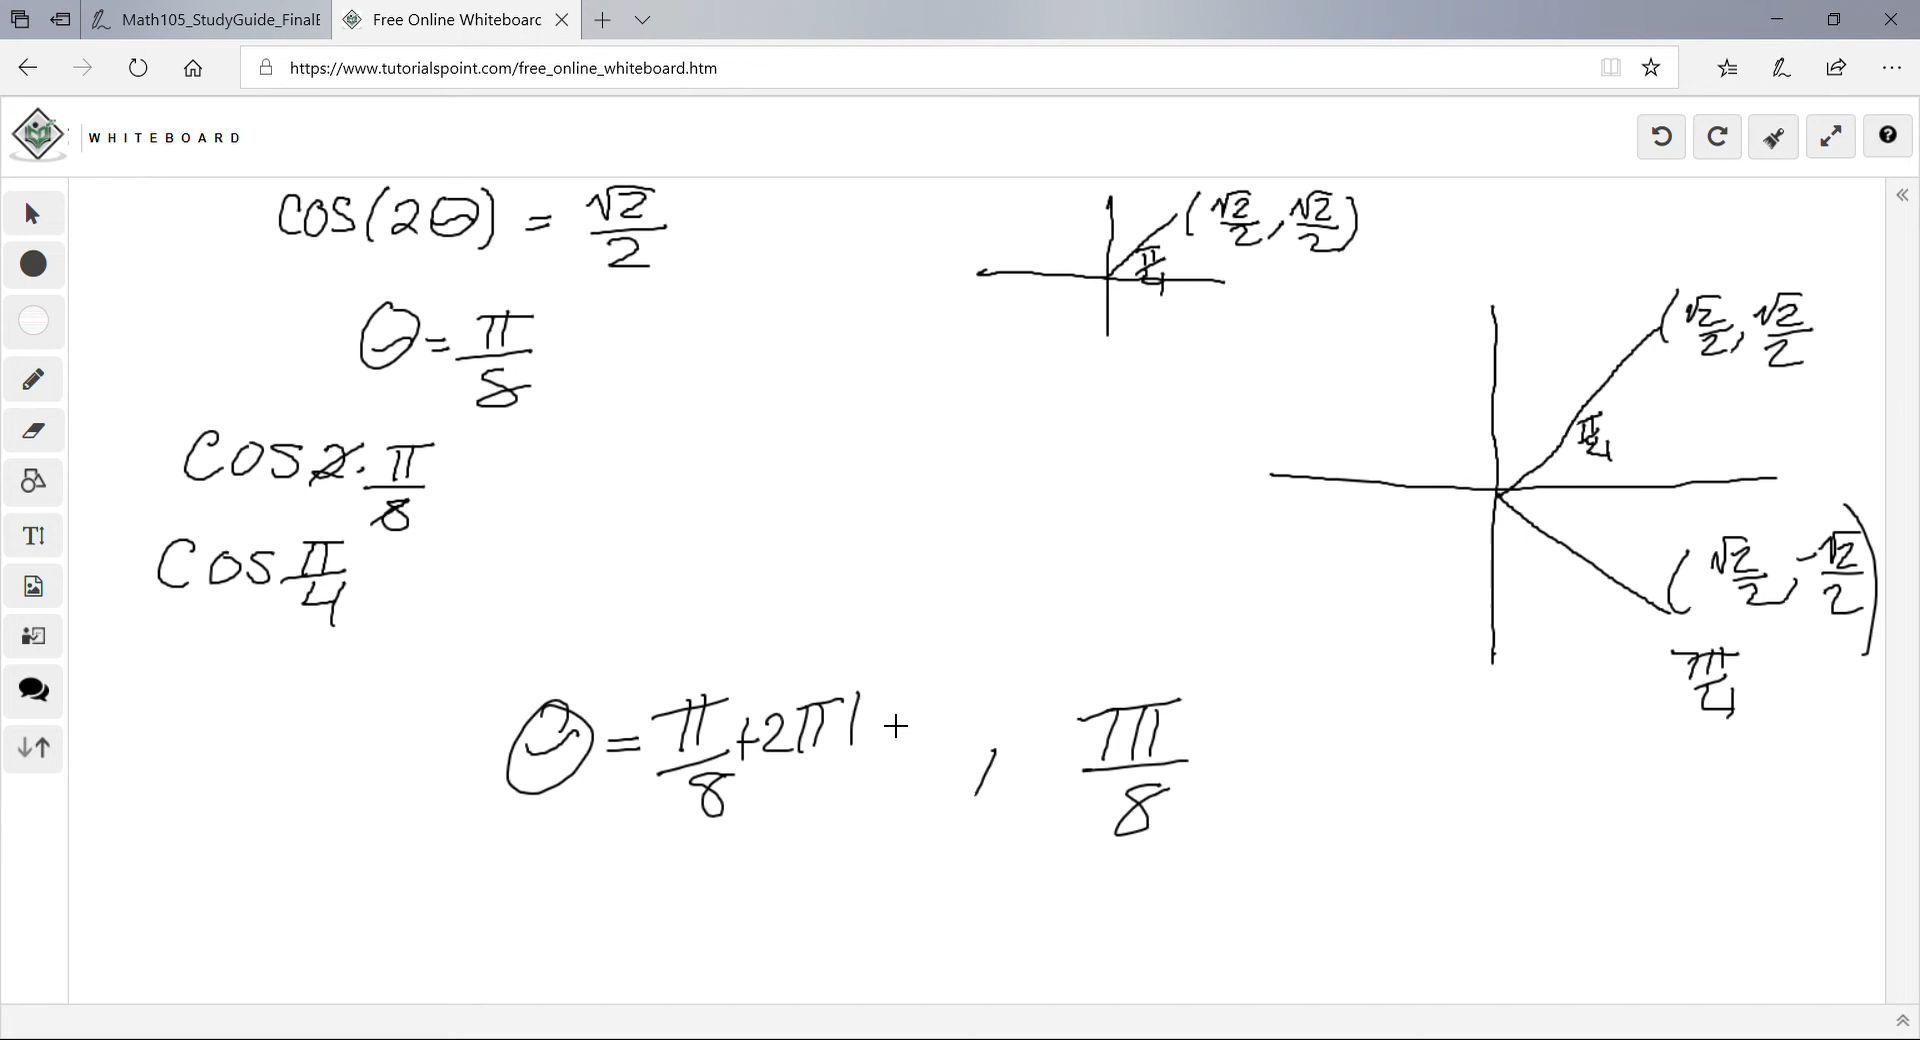 Math105_StudyGuide_FinalE
Free Online Whiteboarc
https://www.tutorialspoint.com/free_online_whiteboard.htm
WHITEBOARD
cos(2θ) = √2/2
(√2/2, √2/2)
π/4
θ = π/8
(√2/2, √2/2
π/4
cos 2 · π/8
cos π/4
(√2/2, -√2/2)
7π/4
θ = π/8 + 2π , 7π/8